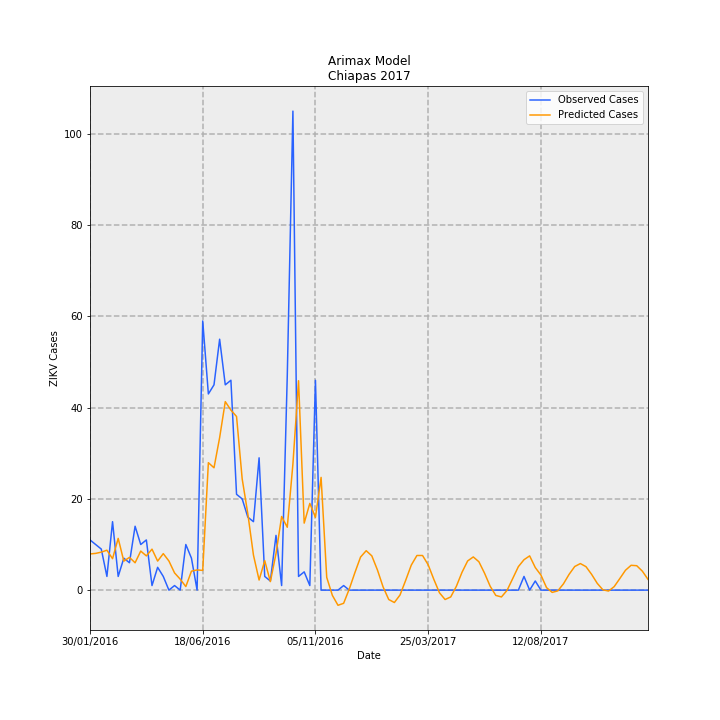 Arimax Model
Chiapas 2017
Observed Cases
Predicted Cases
100
80
60
40
20
0
ZIKV Cases
30/01/2016
18/06/2016
05/11/2016
25/03/2017
12/08/2017
Date